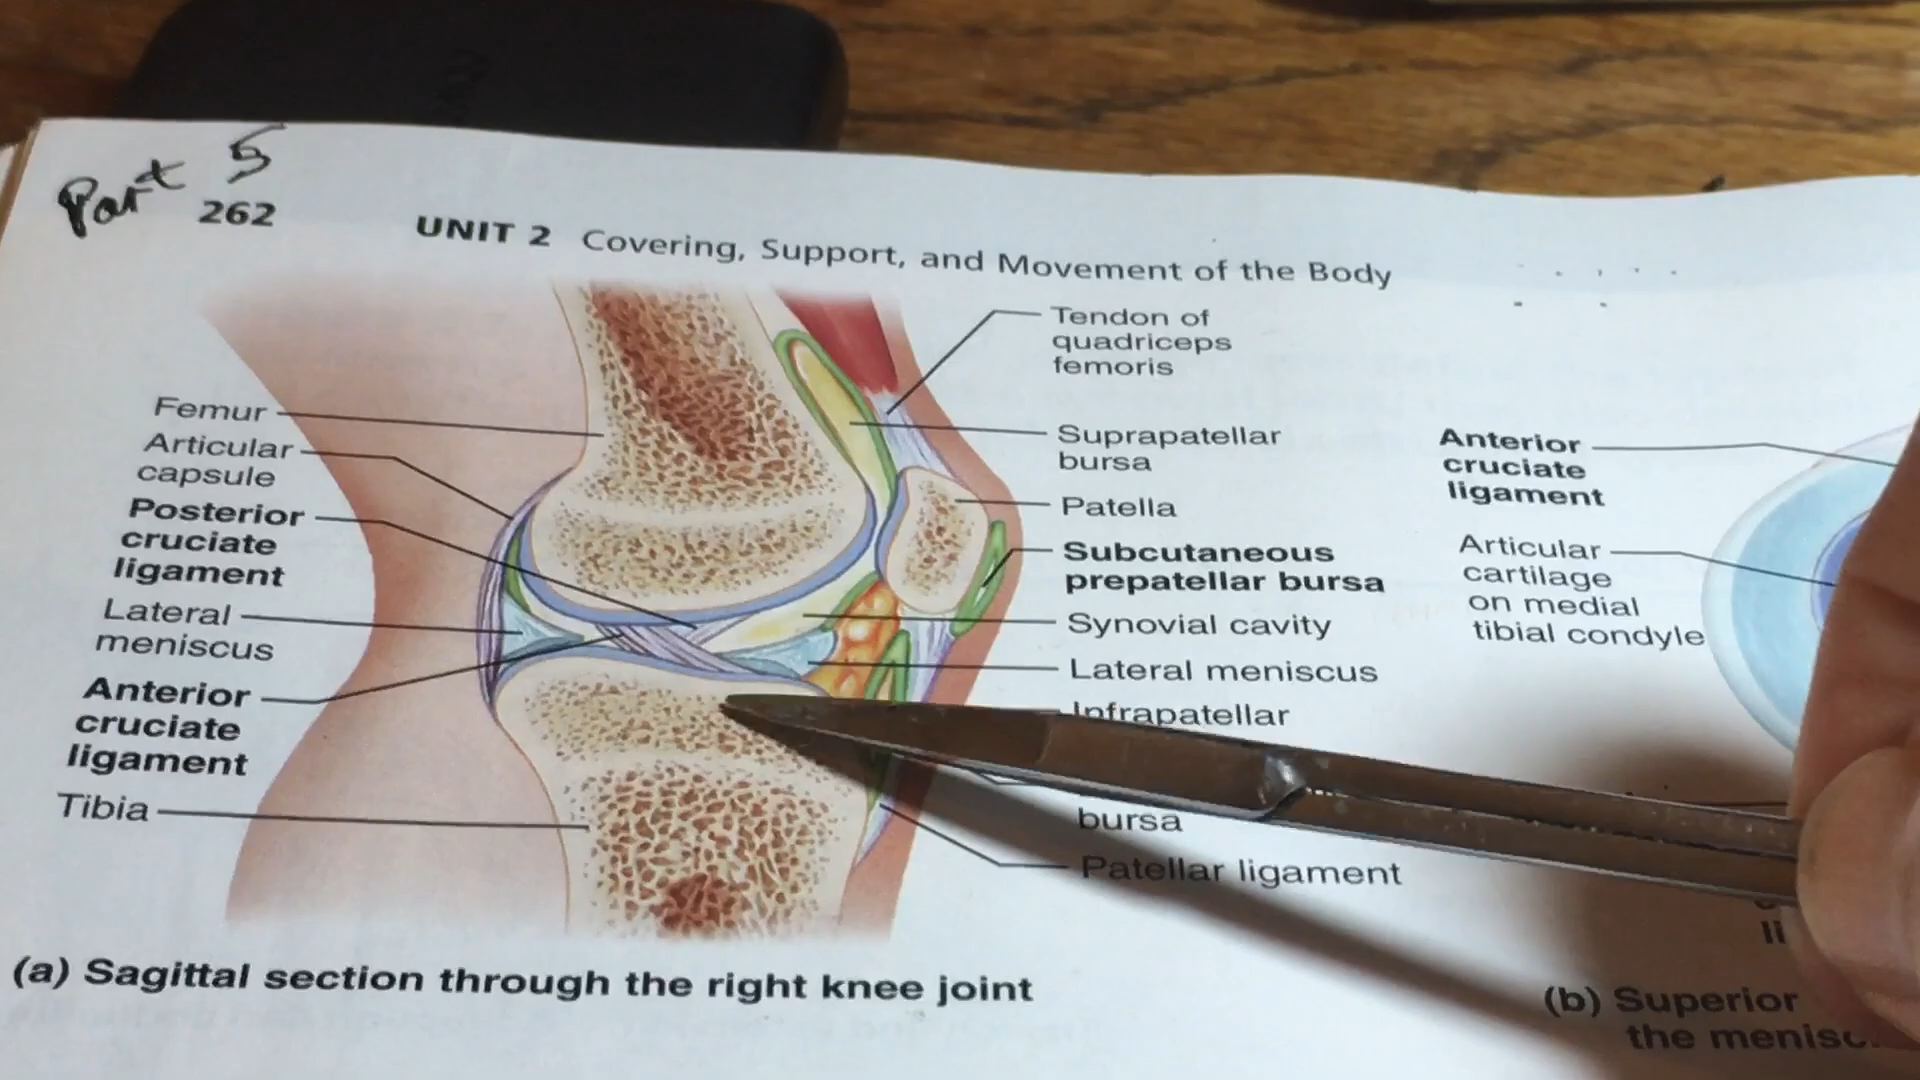 Part 5
262
UNIT 2 Covering, Support, and Movement of the Body
Femur
Articular
capsule
Posterior
cruciate
ligament
Lateral
meniscus
Anterior
cruciate
ligament
Tibia
Tendon of
quadriceps
femoris
Suprapatellar
bursa
Patella
Subcutaneous
prepatellar bursa
Synovial cavity
Lateral meniscus
Infrapatellar
bursa
Patellar ligament
(a) Sagittal section through the right knee joint
Anterior
cruciate
ligament
Articular
cartilage
on medial
tibial condyle
(b) Superior
the